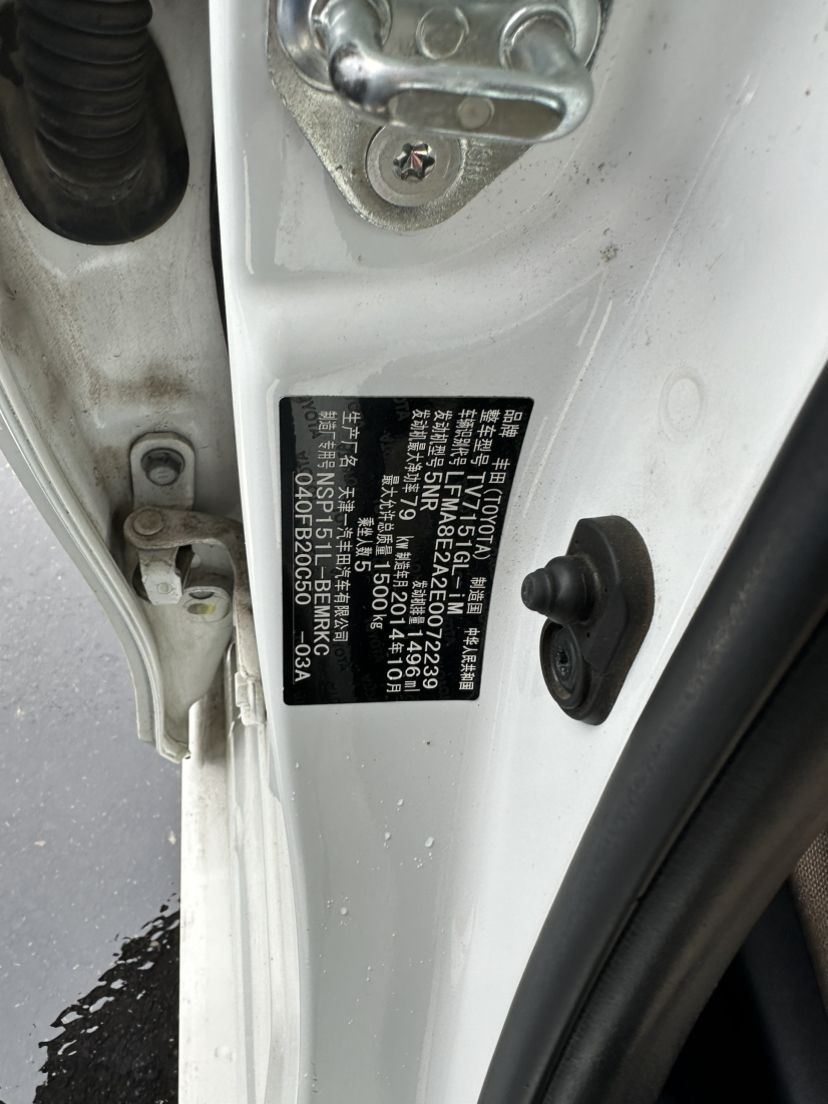 品牌 丰田(TOYOTA) 制造国 中华人民共和国
整车型号 TV7151GL-iM
车辆识别代号 LFMA8E2A2E0072239
发动机型号 5NR 发动机排量 1496 ml
发动机最大净功率 79 kW 制造年月 2014年10月
最大允许总质量 1500kg
乘坐人数 5
生产厂名 天津一汽丰田汽车有限公司
制造厂专用号 NSP151L-BEMRKC
040FB20C50 -03A